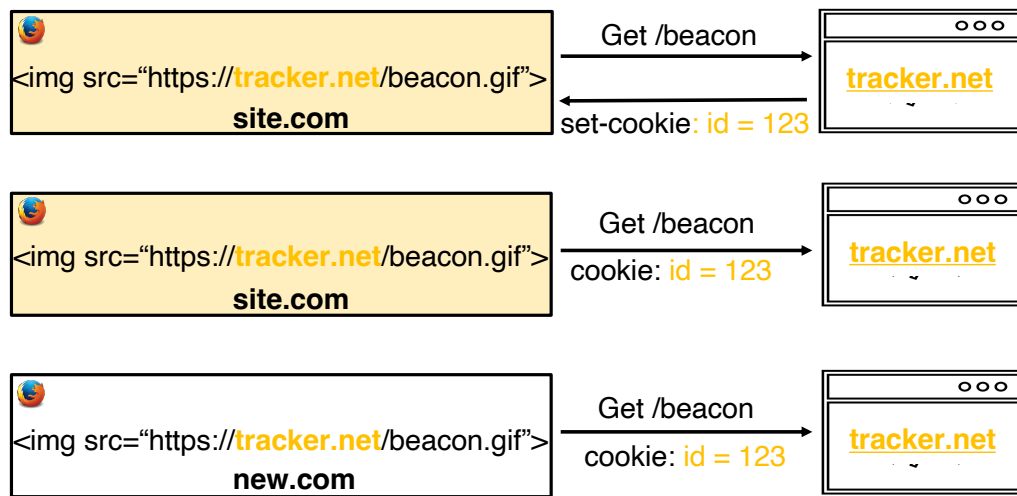 Get /beacon
<img src=“https://tracker.net/beacon.gif”>
tracker.net
site.com
set-cookie: id = 123
Get /beacon
<img src=“https://tracker.net/beacon.gif”>
tracker.net
cookie: id = 123
site.com
Get /beacon
<img src=“https://tracker.net/beacon.gif”>
tracker.net
cookie: id = 123
new.com